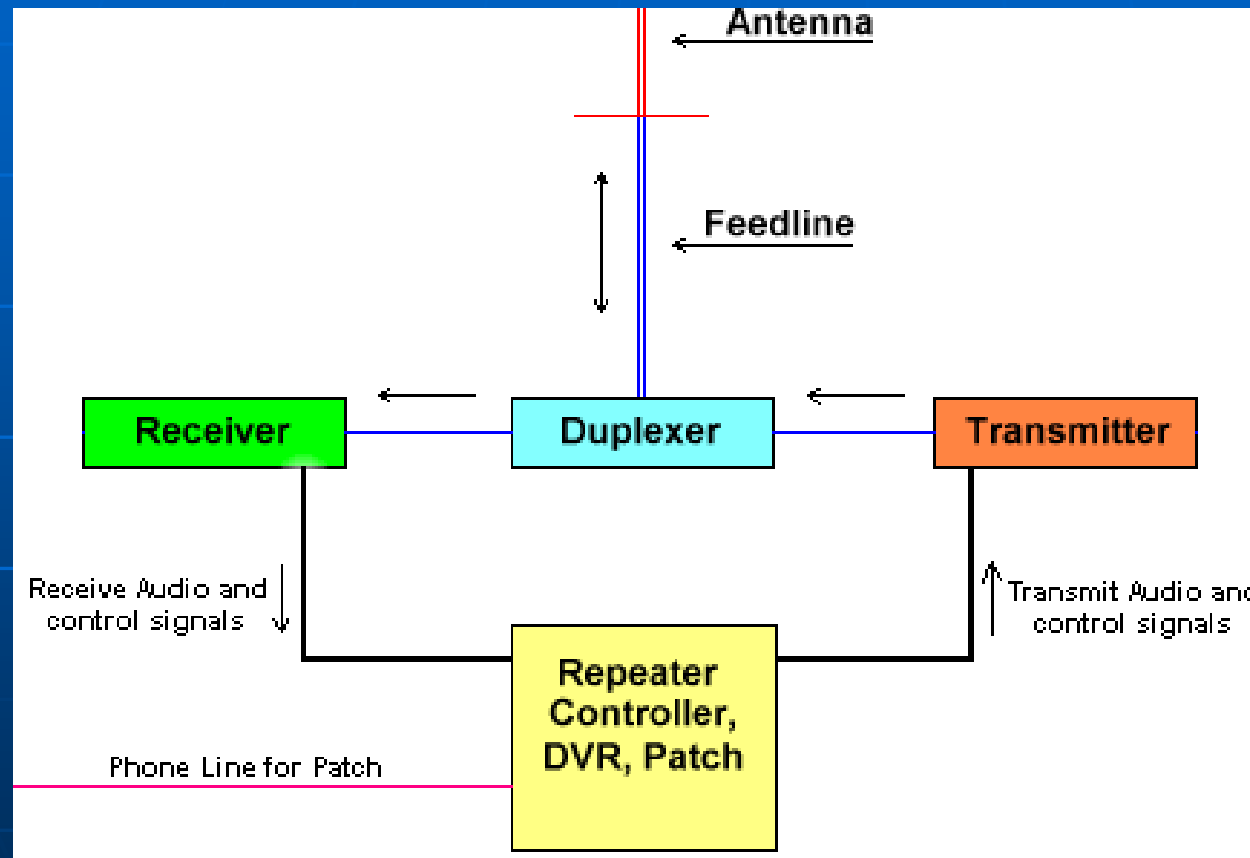 Antenna
Feedline
Receiver
Duplexer
Transmitter
Receive Audio and
control signals
Transmit Audio and
control signals
Repeater
Controller,
DVR, Patch
Phone Line for Patch